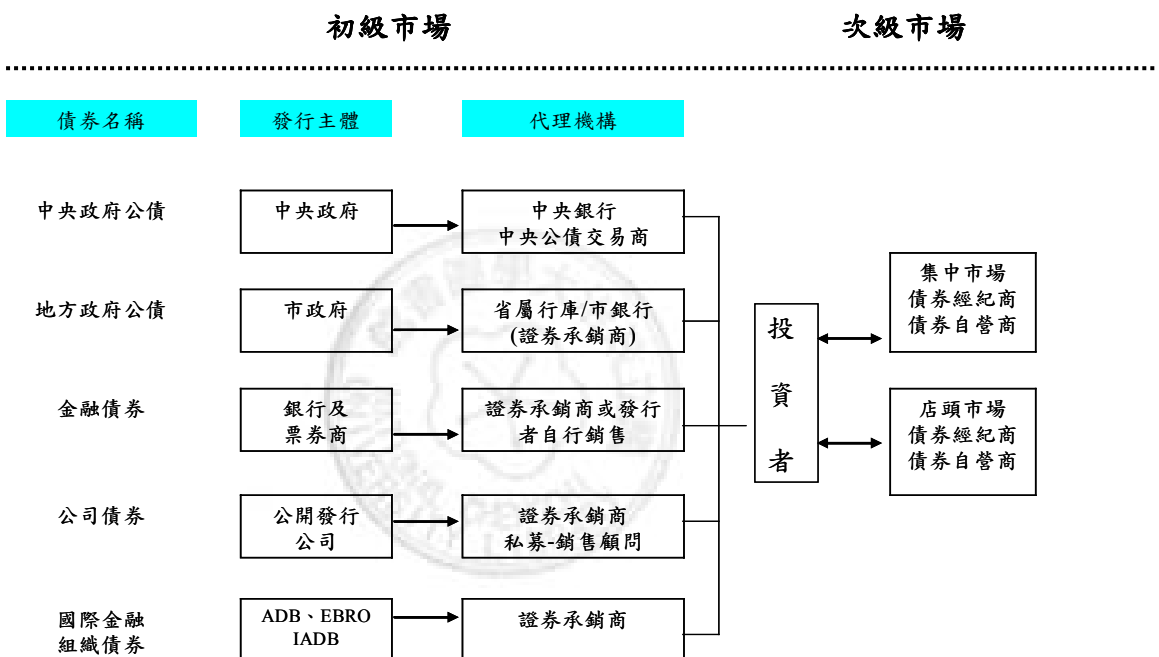 初級市場
次級市場
債券名稱
發行主體
代理機構
中央政府公債
中央政府
中央銀行
中央公債交易商
地方政府公債
市政府
省屬行庫/市銀行
(證券承銷商)
金融債券
銀行及
票券商
證券承銷商或發行
者自行銷售
公司債券
公開發行
公司
證券承銷商
私募-銷售顧問
國際金融
組織債券
ADB、EBRO
IADB
證券承銷商
投
資
者
集中市場
債券經紀商
債券自營商
店頭市場
債券經紀商
債券自營商